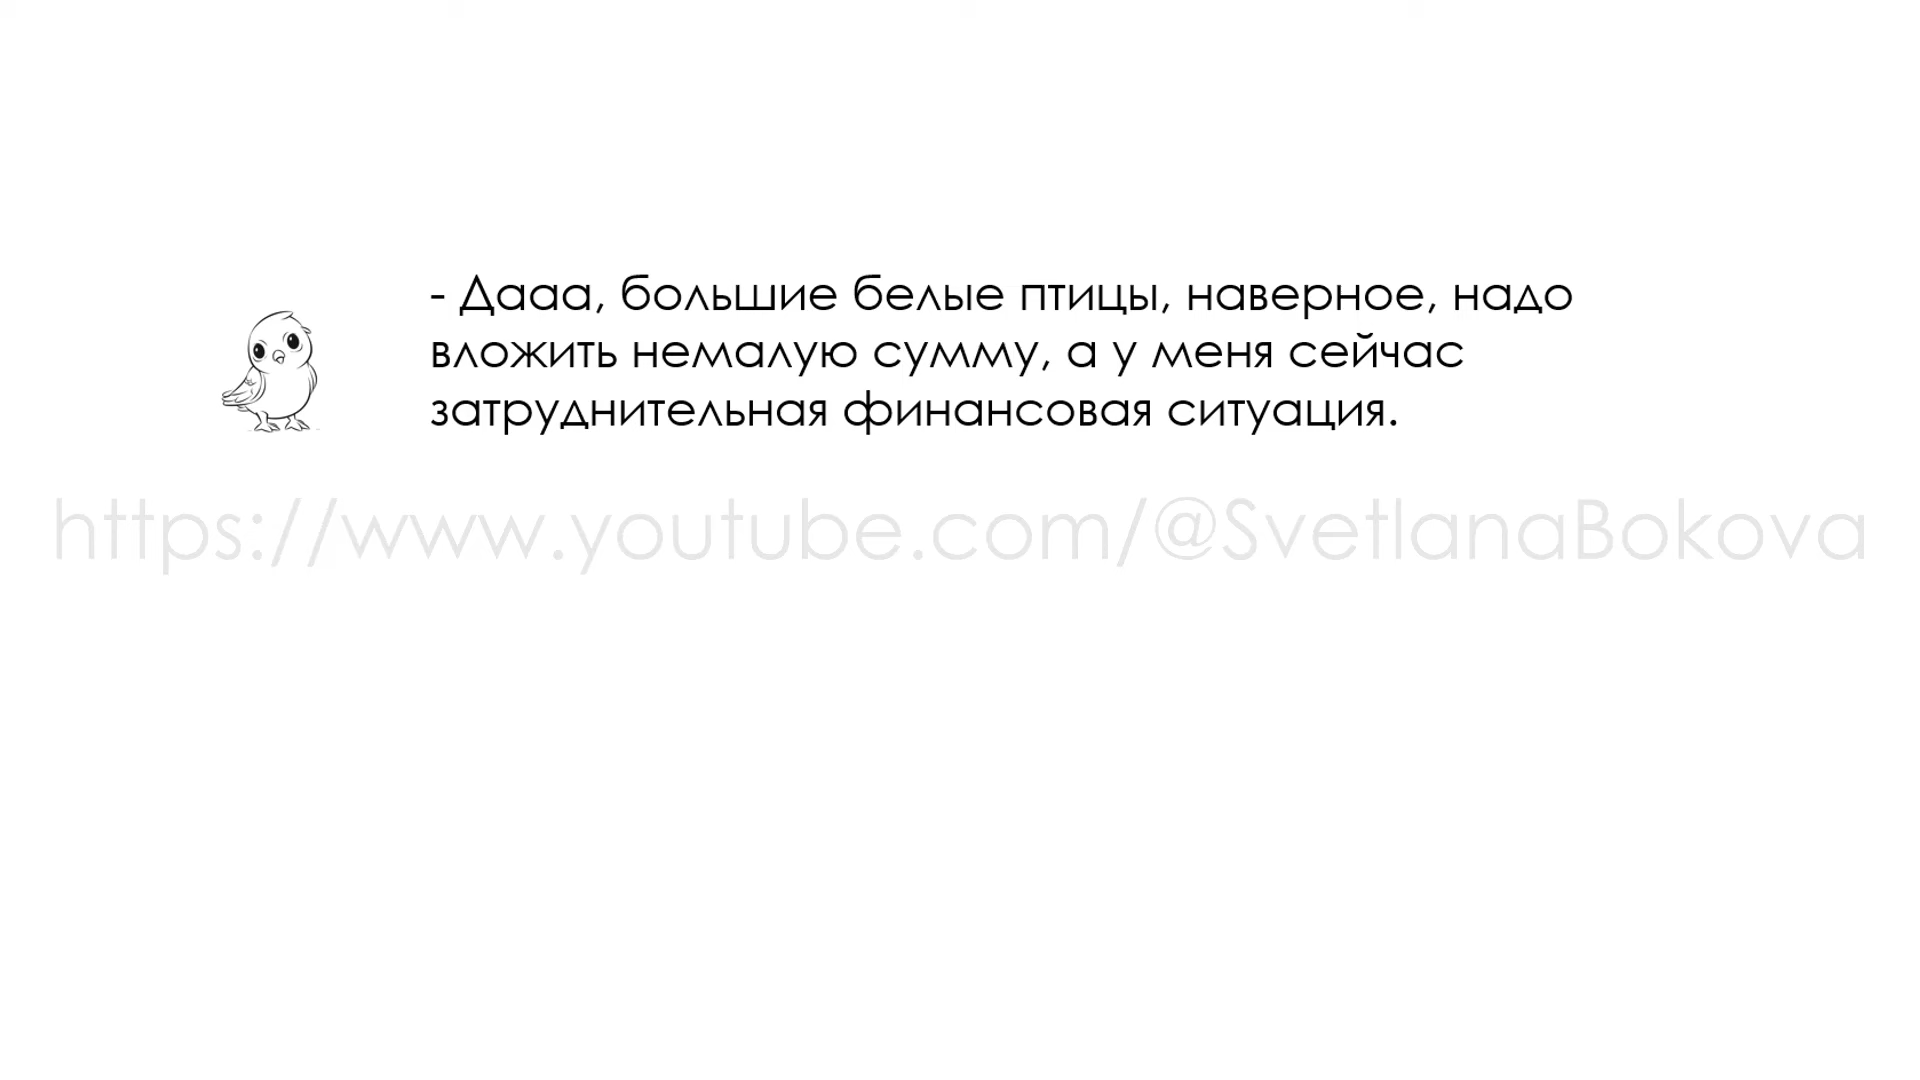 - Дааа, большие белые птицы, наверное, надо
вложить немалую сумму, а у меня сейчас
затруднительная финансовая ситуация.
https://www.youtube.com/@SvetlanaBokova